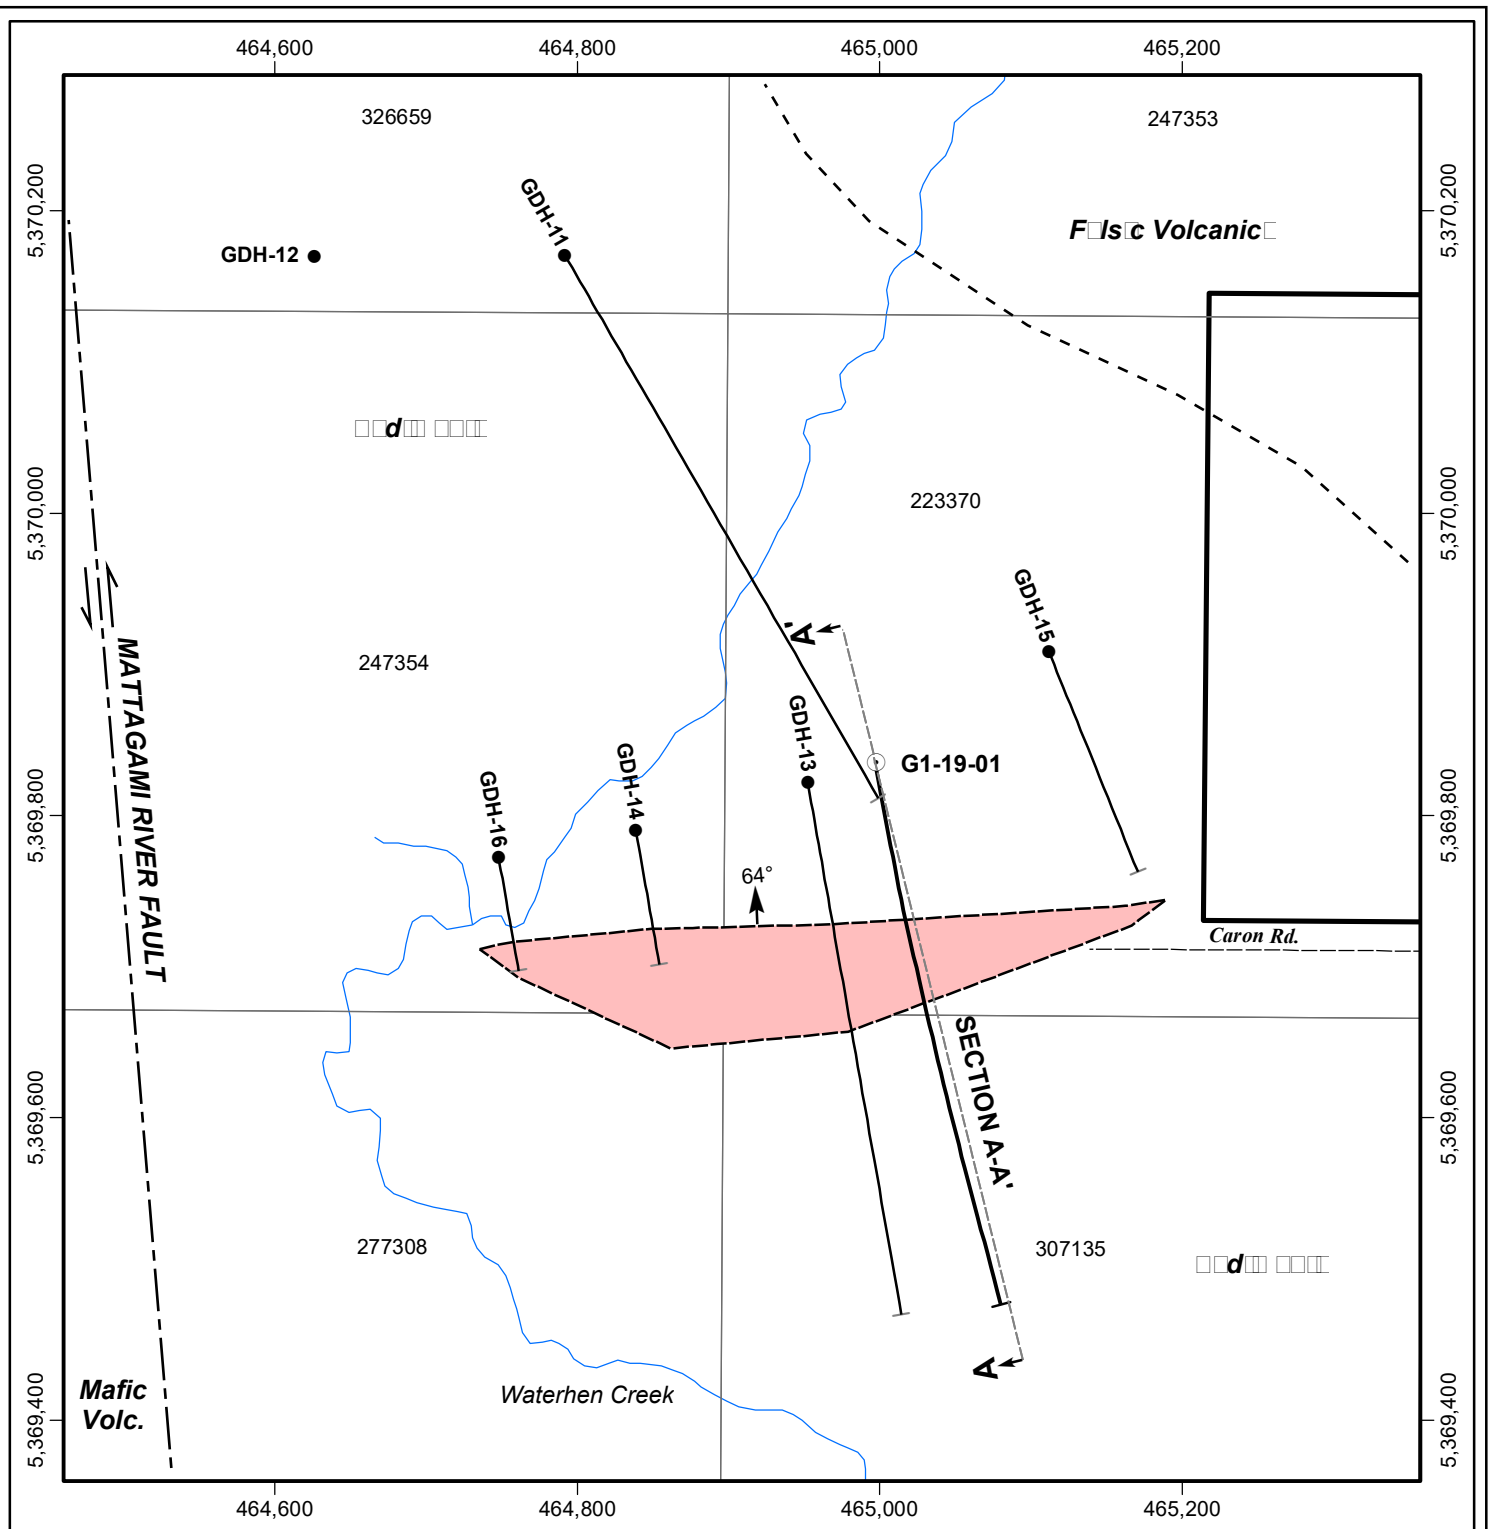 464,600 464,800 465,000 465,200
326659
247353
5,370,200
5,370,200
GDH-11
GDH-12
223370
5,370,000
5,370,000
GDH-15
A'
247354
MATTAGAMI RIVER FAULT
GDH-13
G1-19-01
GDH-14
GDH-16
5,369,800
5,369,800
64°
Caron Rd.
SECTION A-A'
5,369,600
5,369,600
277308
307135
A
Mafic
Volc.
Waterhen Creek
5,369,400
5,369,400
464,600 464,800 465,000 465,200